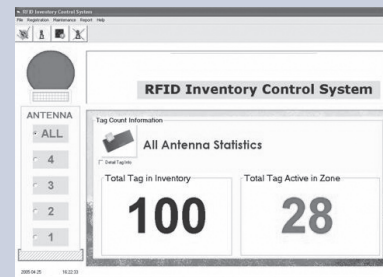 RFID Inventory Control System
File Registration Maintenance Report Help
RFID Inventory Control System
ANTENNA
ALL
4
3
2
1
Tag Count Information
All Antenna Statistics
Detail Tag Info
Total Tag in Inventory
100
Total Tag Active in Zone
28
2005-04-25 16:22:33